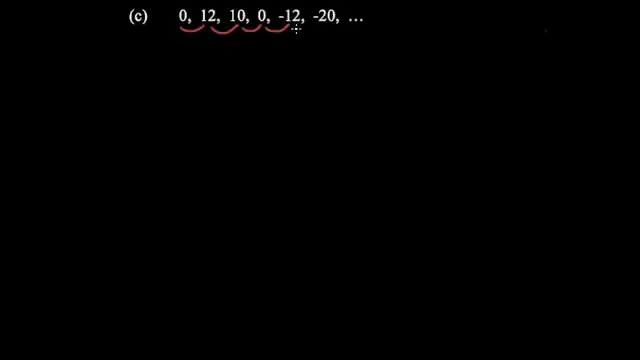 (c) 0, 12, 10, 0, -12, -20, ...